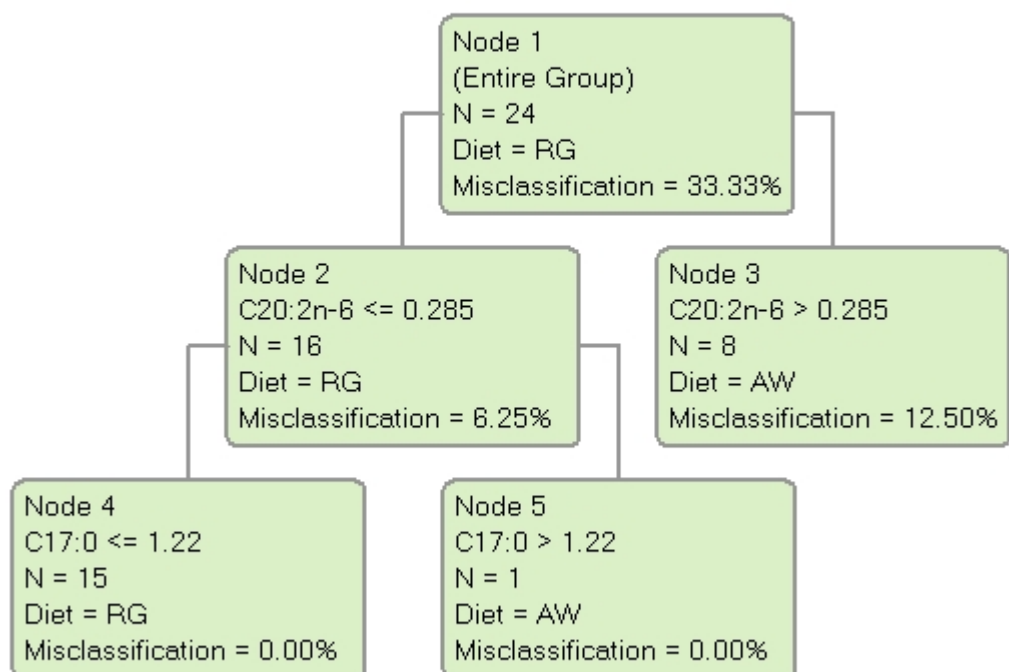 Node 1
(Entire Group)
N = 24
Diet = RG
Misclassification = 33.33%
Node 2
C20:2n-6 <= 0.285
N = 16
Diet = RG
Misclassification = 6.25%
Node 3
C20:2n-6 > 0.285
N = 8
Diet = AW
Misclassification = 12.50%
Node 4
C17:0 <= 1.22
N = 15
Diet = RG
Misclassification = 0.00%
Node 5
C17:0 > 1.22
N = 1
Diet = AW
Misclassification = 0.00%